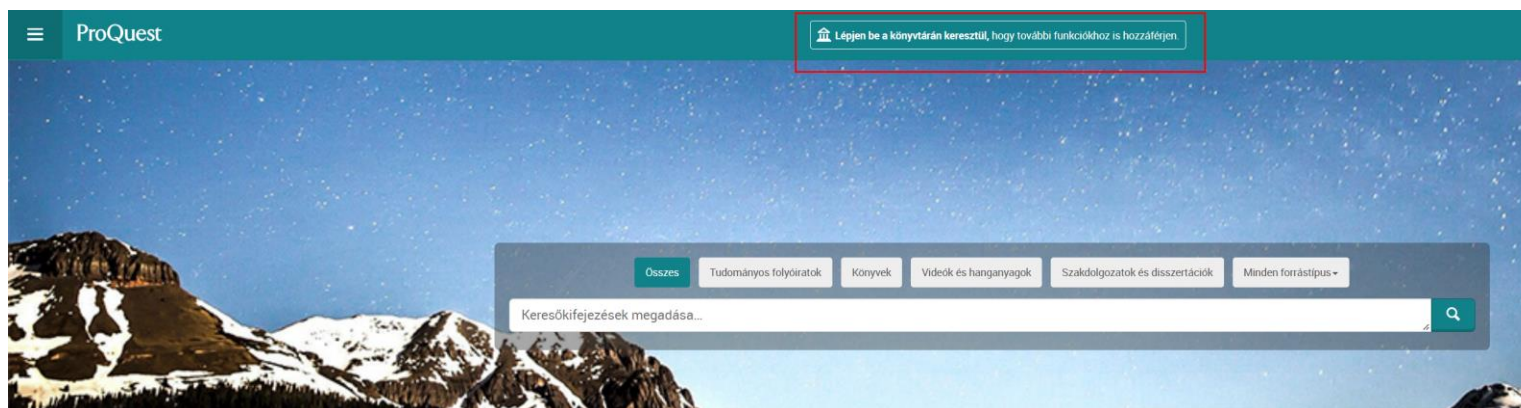 ProQuest
Lépjen be a könyvtárán keresztül, hogy további funkciókhoz is hozzáférjen.
Összes Tudományos folyóiratok Könyvek Videók és hanganyagok Szakdolgozatok és disszertációk Minden forrástípus
Keresőkifejezések megadása...